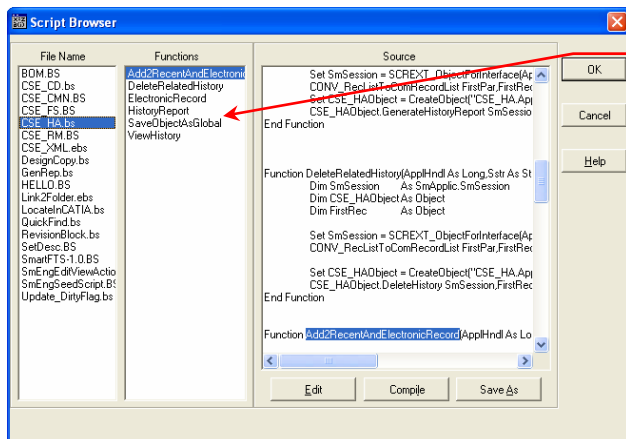 Script Browser
File Name
BOM.BS
CSE_CD.bs
CSE_CMN.BS
CSE_FS.BS
CSE_HA.bs
CSE_RM.BS
CSE_XML.ebs
DesignCopy.bs
GenRep.bs
HELLO.BS
Link2Folder.ebs
LocateInCATIA.bs
QuickFind.bs
RevisionBlock.bs
SetDesc.BS
SmartFTS-1.0.BS
SmEngEditViewActio
SmEngSeedScript.BS
Update_DirtyFlag.bs
Functions
Add2RecentAndElectronic
DeleteRelatedHistory
ElectronicRecord
HistoryReport
SaveObjectAsGlobal
ViewHistory
Source
Set SmSession = SCREXT_ObjectForInterface(Ap
CONV_RecListToComRecordList FirstPar,FirstRec
Set CSE_HAObject = CreateObject("CSE_HA.App
CSE_HAObject.GenerateHistoryReport SmSession
End Function
Function DeleteRelatedHistory(ApplHndl As Long,Sstr As St
Dim SmSession As SmApplic.SmSession
Dim CSE_HAObject As Object
Dim FirstRec As Object
Set SmSession = SCREXT_ObjectForInterface(Ap
CONV_RecListToComRecordList FirstPar,FirstRec
Set CSE_HAObject = CreateObject("CSE_HA.App
CSE_HAObject.DeleteHistory SmSession,FirstRec
End Function
Function Add2RecentAndElectronicRecord(ApplHndl As Lo
Edit
Compile
Save As
OK
Cancel
Help